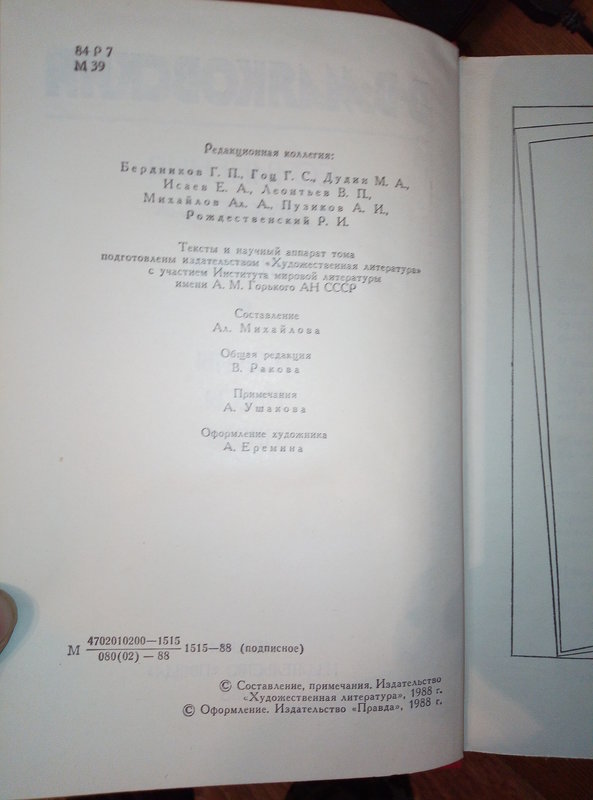 84 Р 7
М 39
Редакционная коллегия:
Бердников Г. П., Гоц Г. С., Дудин М. А.,
Исаев Е. А., Леонтьев В. П.,
Михайлов Ал. А., Пузиков А. И.,
Рождественский Р. И.
Тексты и научный аппарат тома
подготовлены издательством «Художественная литература»
с участием Института мировой литературы
имени А. М. Горького АН СССР
Составление
Ал. Михайлова
Общая редакция
В. Ракова
Примечания
А. Ушакова
Оформление художника
А. Еремина
М 4702010200—1515 1515—88 (подписное)
080(02) — 88
© Составление, примечания. Издательство
«Художественная литература», 1988 г.
© Оформление. Издательство «Правда», 1988 г.